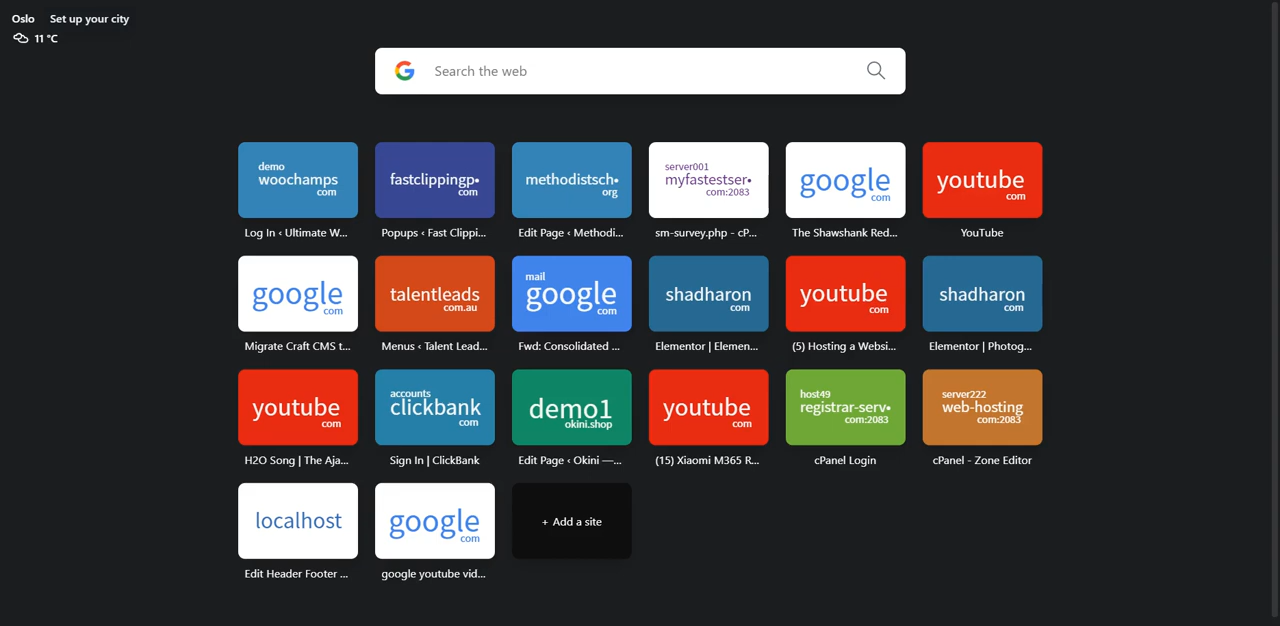 Oslo Set up your city
11 °C
Search the web
demo
woochamps
com
fastclippingp•
com
methodistsch•
org
server001
myfastestser•
com:2083
google
com
youtube
com
Log In ‹ Ultimate W...
Popups ‹ Fast Clippi...
Edit Page ‹ Methodi...
sm-survey.php - cP...
The Shawshank Red...
YouTube
google
com
talentleads
com.au
mail
google
com
shadharon
com
youtube
com
shadharon
com
Migrate Craft CMS t...
Menus ‹ Talent Lead...
Fwd: Consolidated ...
Elementor | Elemen...
(5) Hosting a Websi...
Elementor | Photog...
youtube
com
accounts
clickbank
com
demo1
okini.shop
youtube
com
host49
registrar-serv•
com:2083
server222
web-hosting
com:2083
H2O Song | The Aja...
Sign In | ClickBank
Edit Page ‹ Okini —...
(15) Xiaomi M365 R...
cPanel Login
cPanel - Zone Editor
localhost
google
com
+ Add a site
Edit Header Footer ...
google youtube vid...